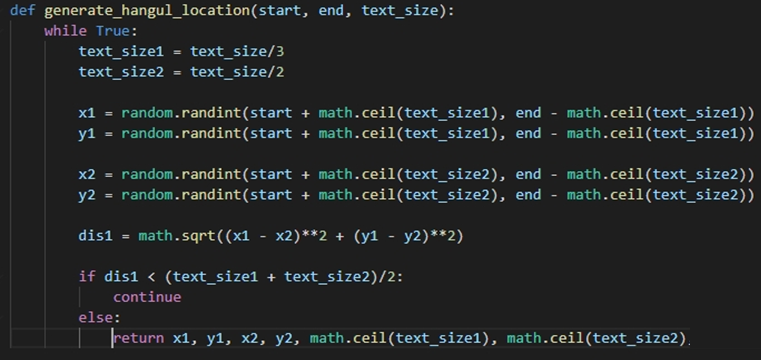 def generate_hangul_location(start, end, text_size):
    while True:
        text_size1 = text_size/3
        text_size2 = text_size/2

        x1 = random.randint(start + math.ceil(text_size1), end - math.ceil(text_size1))
        y1 = random.randint(start + math.ceil(text_size1), end - math.ceil(text_size1))

        x2 = random.randint(start + math.ceil(text_size2), end - math.ceil(text_size2))
        y2 = random.randint(start + math.ceil(text_size2), end - math.ceil(text_size2))

        dis1 = math.sqrt((x1 - x2)**2 + (y1 - y2)**2)

        if dis1 < (text_size1 + text_size2)/2:
            continue
        else:
            return x1, y1, x2, y2, math.ceil(text_size1), math.ceil(text_size2)